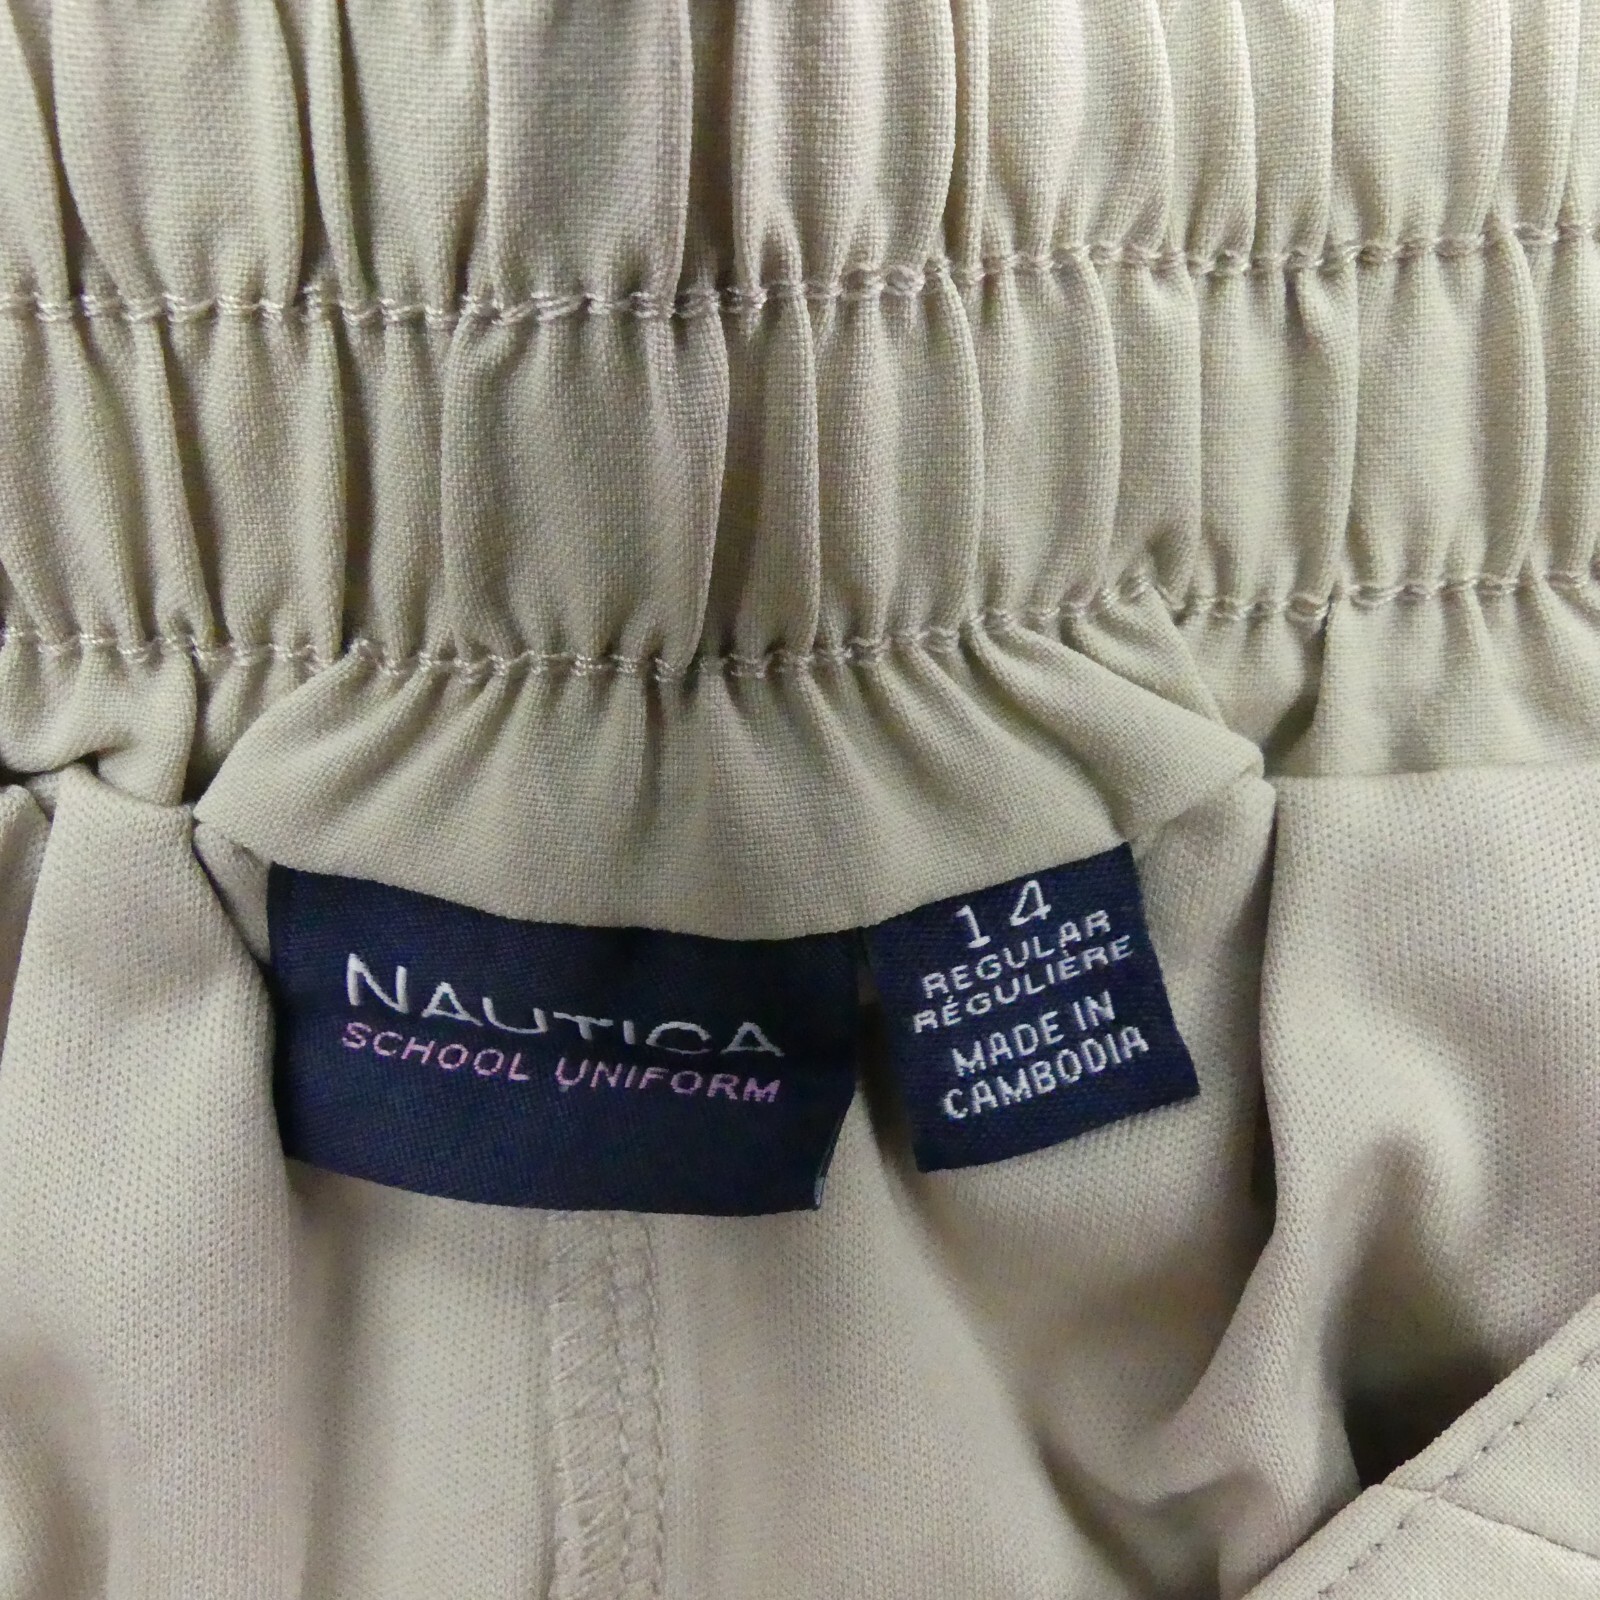 NAUTICA
SCHOOL UNIFORM
14
REGULAR
RÉGULIÈRE
MADE IN
CAMBODIA